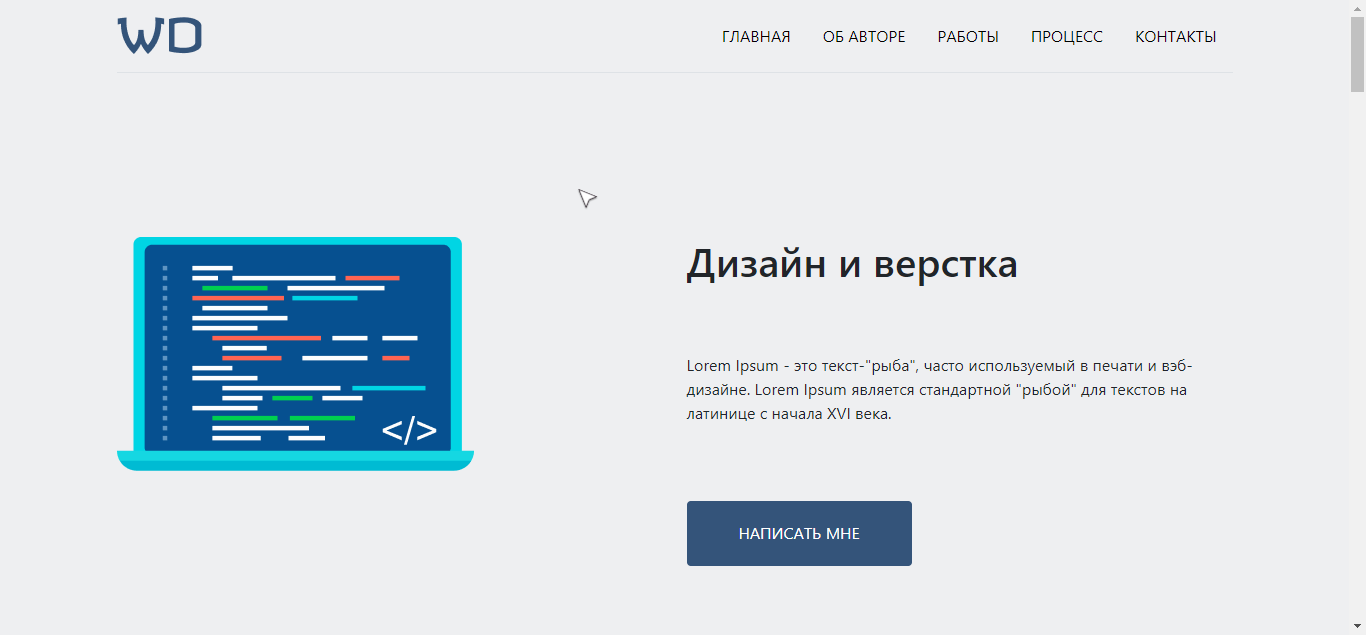 WD
ГЛАВНАЯ ОБ АВТОРЕ РАБОТЫ ПРОЦЕСС КОНТАКТЫ
</>
Дизайн и верстка
Lorem Ipsum - это текст-"рыба", часто используемый в печати и вэб-
дизайне. Lorem Ipsum является стандартной "рыбой" для текстов на
латинице с начала XVI века.
НАПИСАТЬ МНЕ